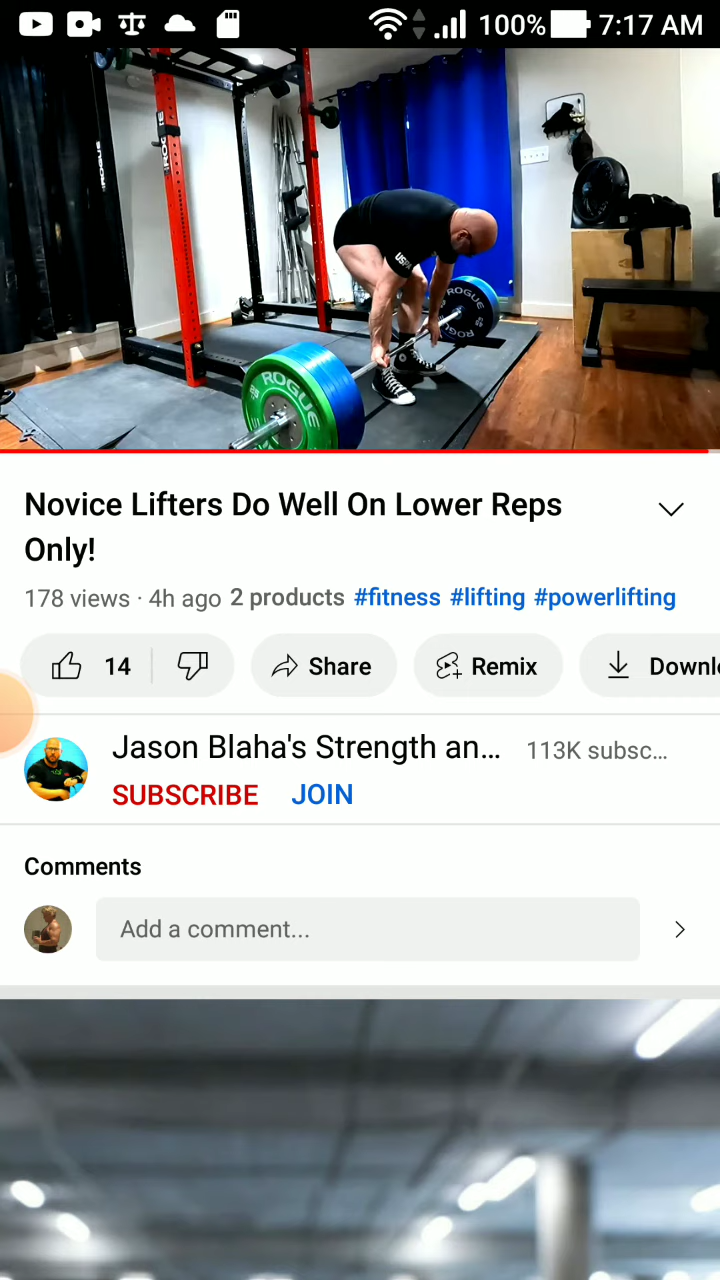 100% 7:17 AM
ROGUE
ROGUE
ROGUE
Novice Lifters Do Well On Lower Reps
Only!
178 views · 4h ago 2 products #fitness #lifting #powerlifting
14 Share Remix Downlo
Jason Blaha's Strength an... 113K subsc...
SUBSCRIBE JOIN
Comments
Add a comment...